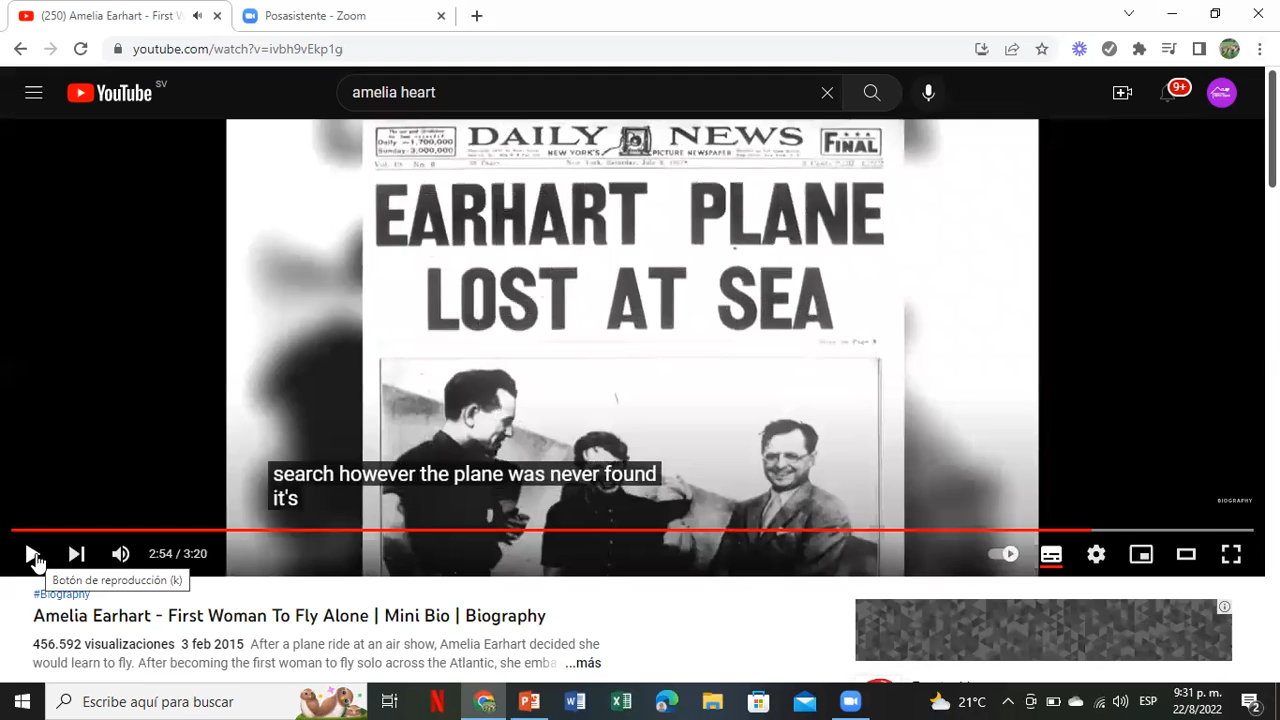 (250) Amelia Earhart - First W
Posasistente - Zoom
youtube.com/watch?v=ivbh9vEkp1g
YouTube SV
amelia heart
9+
DAILY NEWS
FINAL
NEW YORK'S PICTURE NEWSPAPER
EARHART PLANE
LOST AT SEA
search however the plane was never found
it's
BIOGRAPHY
2:54 / 3:20
Botón de reproducción (k)
#Biography
Amelia Earhart - First Woman To Fly Alone | Mini Bio | Biography
456.592 visualizaciones 3 feb 2015 After a plane ride at an air show, Amelia Earhart decided she
would learn to fly. After becoming the first woman to fly solo across the Atlantic, she emba ...más
Escribe aquí para buscar
21°C
ESP
9:31 p. m.
22/8/2022
2